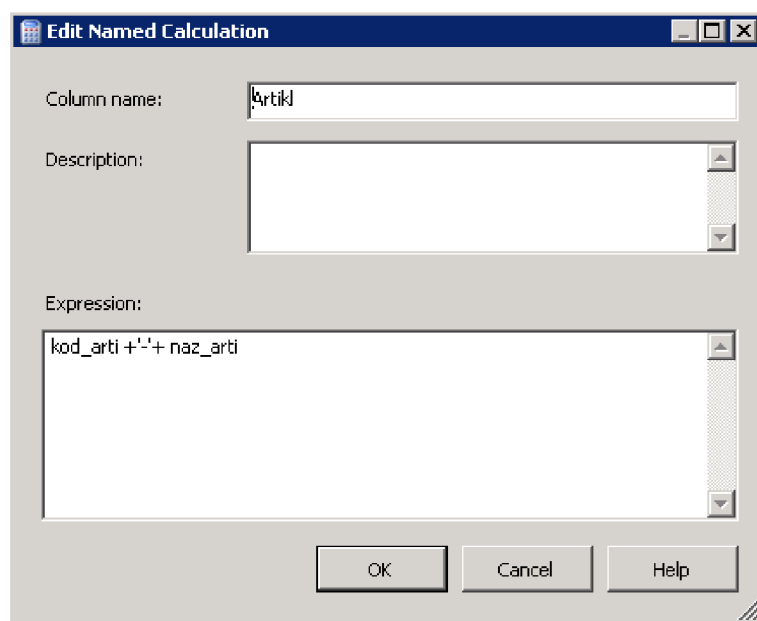 Edit Named Calculation
Column name:
Artikl
Description:
Expression:
kod_arti +'-'+ naz_arti
OK
Cancel
Help